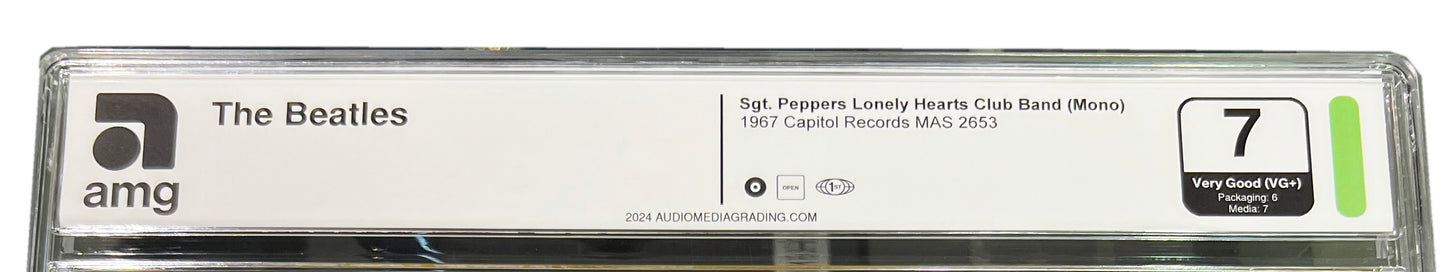 amg
The Beatles
Sgt. Peppers Lonely Hearts Club Band (Mono)
1967 Capitol Records MAS 2653
OPEN
1ST
2024 AUDIOMEDIAGRADING.COM
7
Very Good (VG+)
Packaging: 6
Media: 7